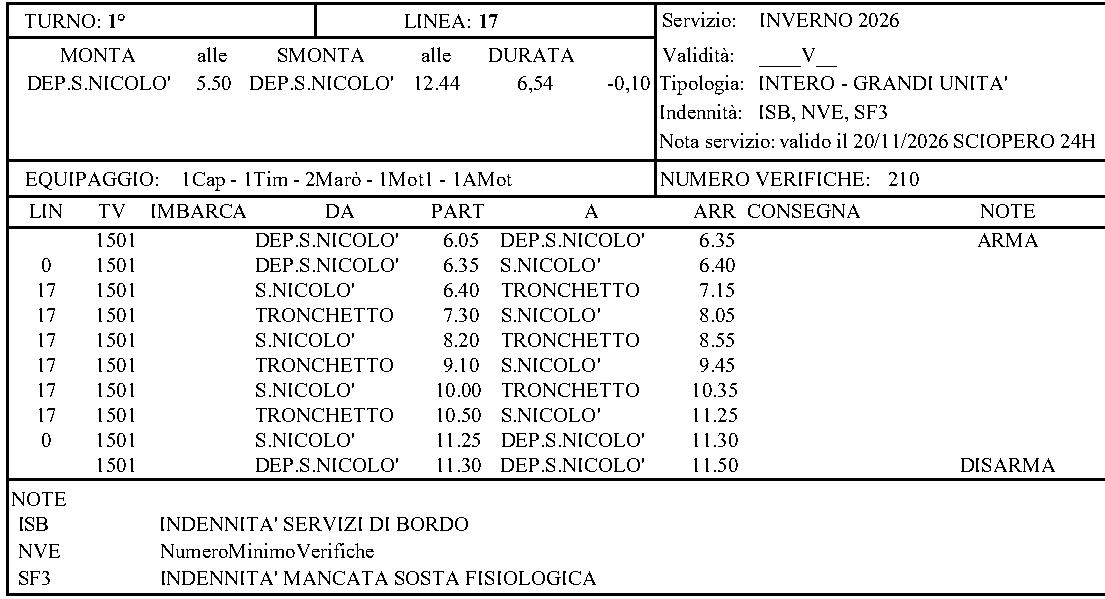 TURNO: 1° LINEA: 17 Servizio: INVERNO 2026
MONTA alle SMONTA alle DURATA Validità: ____V__
DEP.S.NICOLO' 5.50 DEP.S.NICOLO' 12.44 6,54 -0,10 Tipologia: INTERO - GRANDI UNITA'
Indennità: ISB, NVE, SF3
Nota servizio: valido il 20/11/2026 SCIOPERO 24H
EQUIPAGGIO: 1Cap - 1Tim - 2Marò - 1Mot1 - 1AMot NUMERO VERIFICHE: 210
LIN TV IMBARCA DA PART A ARR CONSEGNA NOTE
1501 DEP.S.NICOLO' 6.05 DEP.S.NICOLO' 6.35 ARMA
0 1501 DEP.S.NICOLO' 6.35 S.NICOLO' 6.40
17 1501 S.NICOLO' 6.40 TRONCHETTO 7.15
17 1501 TRONCHETTO 7.30 S.NICOLO' 8.05
17 1501 S.NICOLO' 8.20 TRONCHETTO 8.55
17 1501 TRONCHETTO 9.10 S.NICOLO' 9.45
17 1501 S.NICOLO' 10.00 TRONCHETTO 10.35
17 1501 TRONCHETTO 10.50 S.NICOLO' 11.25
0 1501 S.NICOLO' 11.25 DEP.S.NICOLO' 11.30
1501 DEP.S.NICOLO' 11.30 DEP.S.NICOLO' 11.50 DISARMA
NOTE
ISB INDENNITA' SERVIZI DI BORDO
NVE NumeroMinimoVerifiche
SF3 INDENNITA' MANCATA SOSTA FISIOLOGICA